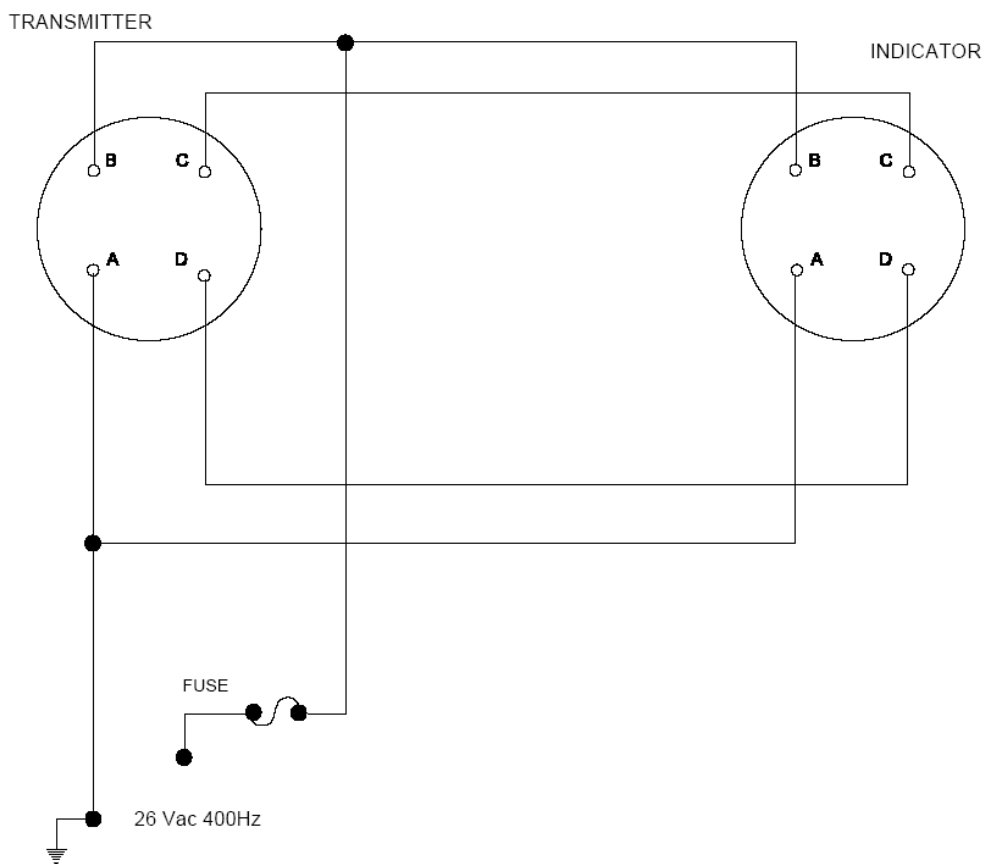 TRANSMITTER
INDICATOR
B C
B C
A D
A D
FUSE
26 Vac 400Hz